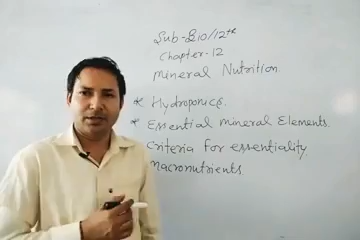 Sub-Bio/12th
Chapter-12
Mineral Nutrition.
* Hydroponics.
* Essential Mineral Elements.
Criteria for essentiality
Macronutrients